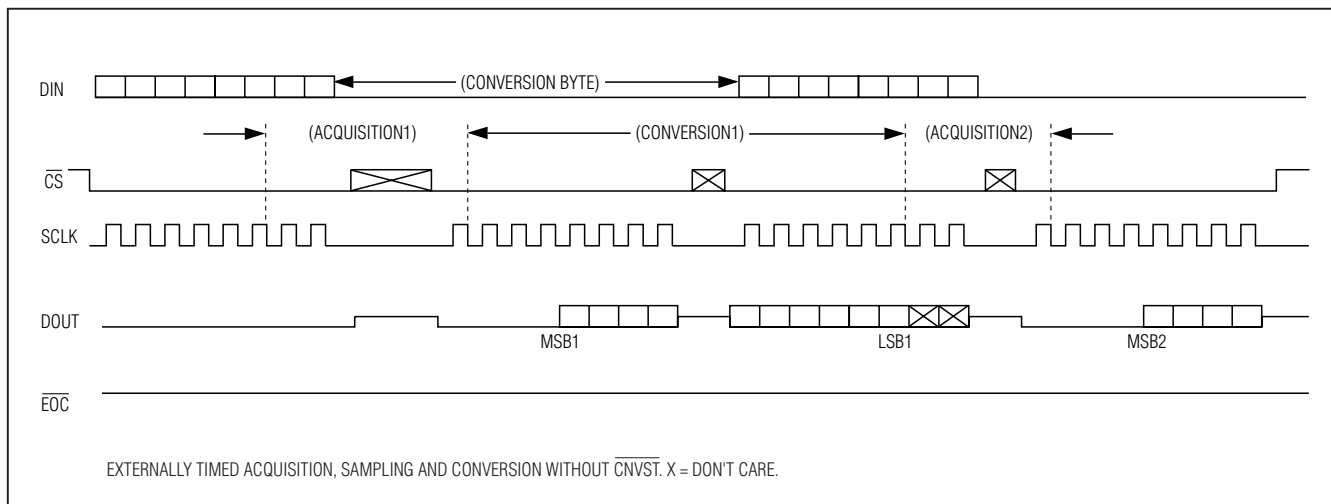 DIN
(CONVERSION BYTE)
(ACQUISITION1)
(CONVERSION1)
(ACQUISITION2)
CS
SCLK
DOUT
MSB1
LSB1
MSB2
EOC
EXTERNALLY TIMED ACQUISITION, SAMPLING AND CONVERSION WITHOUT CNVST. X = DON'T CARE.